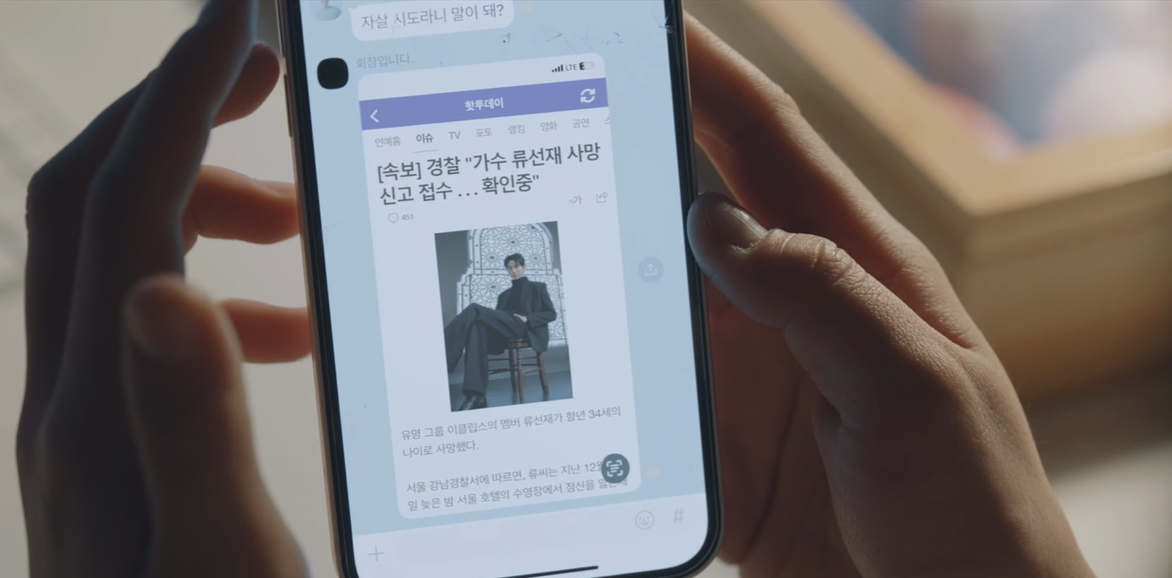 자살 시도라니 말이 돼?
회장입니다.
LTE
핫투데이
연예홈 이슈 TV 포토 랭킹 영화 공연
[속보] 경찰 "가수 류선재 사망
신고 접수 ... 확인중"
451
가
유명 그룹 이클립스의 멤버 류선재가 향년 34세의
나이로 사망했다.
서울 강남경찰서에 따르면, 류씨는 지난 12월
일 늦은 밤 서울 호텔의 수영장에서 정신을 잃은
#